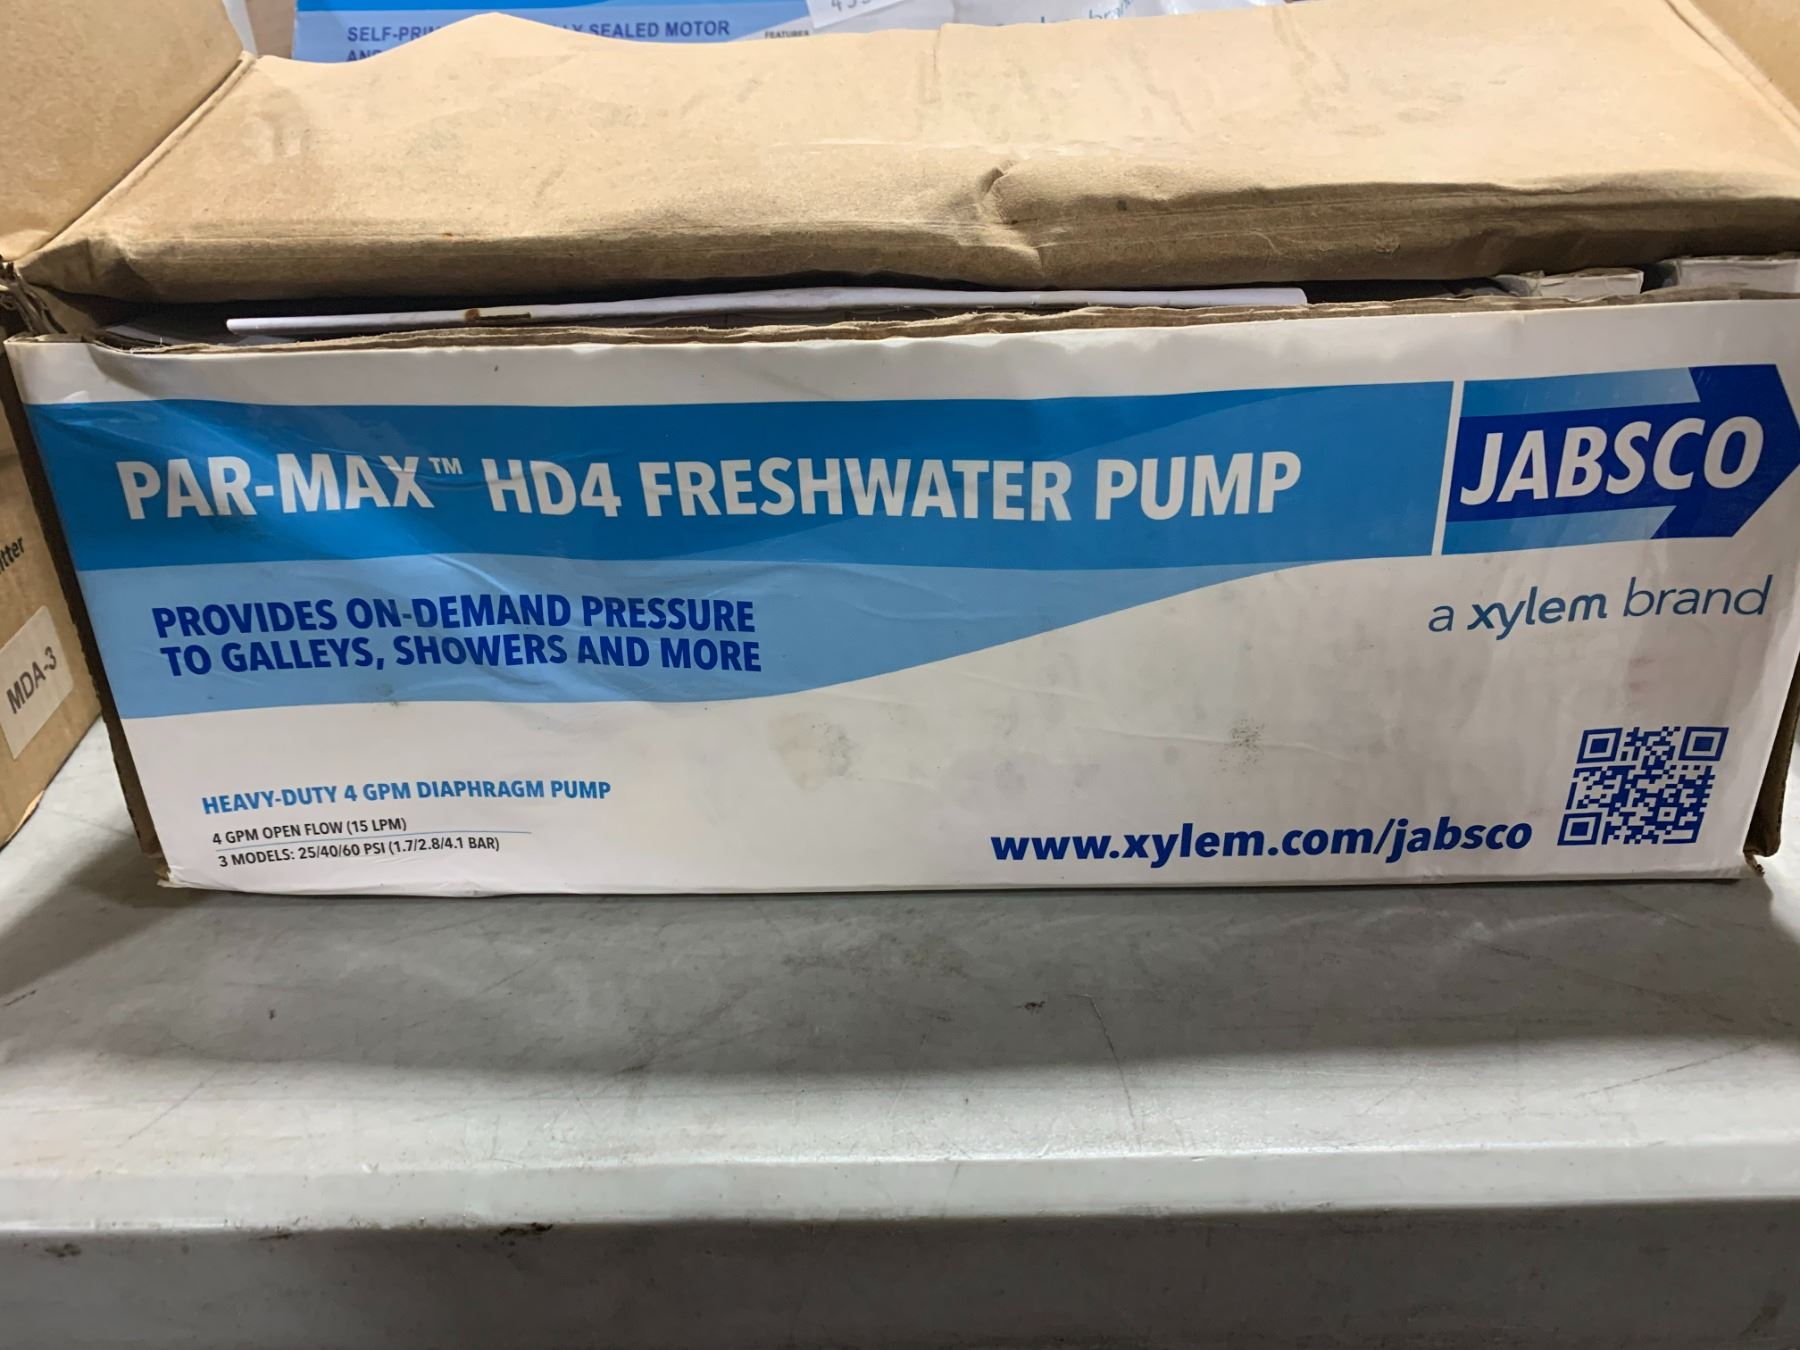 SEALED MOTOR
FEATURES
PAR-MAX™ HD4 FRESHWATER PUMP
JABSCO
a xylem brand
PROVIDES ON-DEMAND PRESSURE
TO GALLEYS, SHOWERS AND MORE
MDA-3
HEAVY-DUTY 4 GPM DIAPHRAGM PUMP
4 GPM OPEN FLOW (15 LPM)
3 MODELS: 25/40/60 PSI (1.7/2.8/4.1 BAR)
www.xylem.com/jabsco